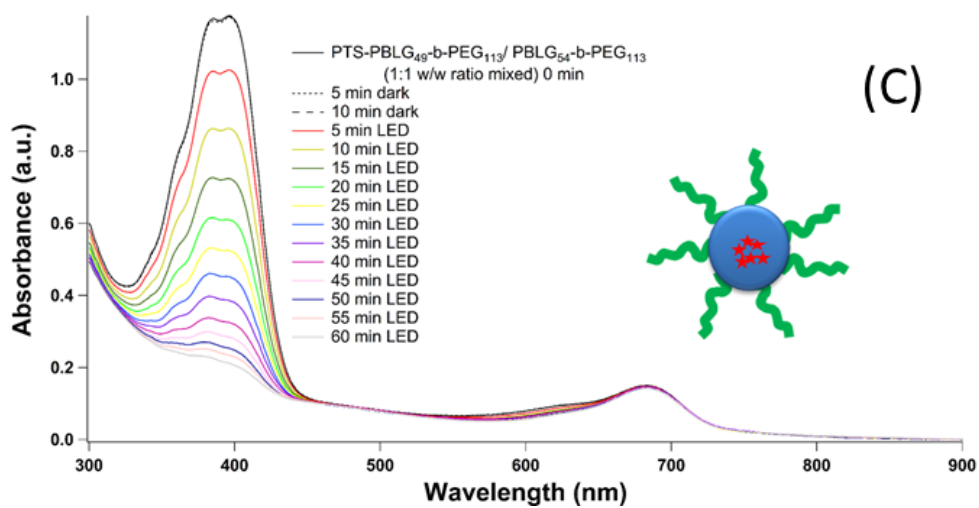 PTS-PBLG49-b-PEG113/ PBLG54-b-PEG113
(1:1 w/w ratio mixed) 0 min
5 min dark
10 min dark
5 min LED
10 min LED
15 min LED
20 min LED
25 min LED
30 min LED
35 min LED
40 min LED
45 min LED
50 min LED
55 min LED
60 min LED
(C)
Absorbance (a.u.)
1.0
0.8
0.6
0.4
0.2
0.0
300 400 500 600 700 800 900
Wavelength (nm)